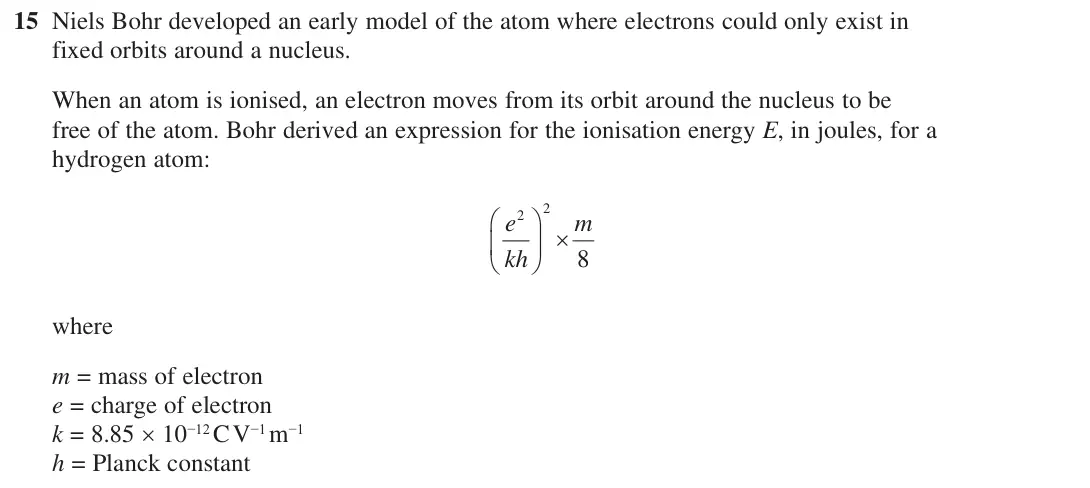 15 Niels Bohr developed an early model of the atom where electrons could only exist in
fixed orbits around a nucleus.
When an atom is ionised, an electron moves from its orbit around the nucleus to be
free of the atom. Bohr derived an expression for the ionisation energy E, in joules, for a
hydrogen atom:
(e²/kh)² × m/8
where
m = mass of electron
e = charge of electron
k = 8.85 × 10⁻¹² C V⁻¹ m⁻¹
h = Planck constant